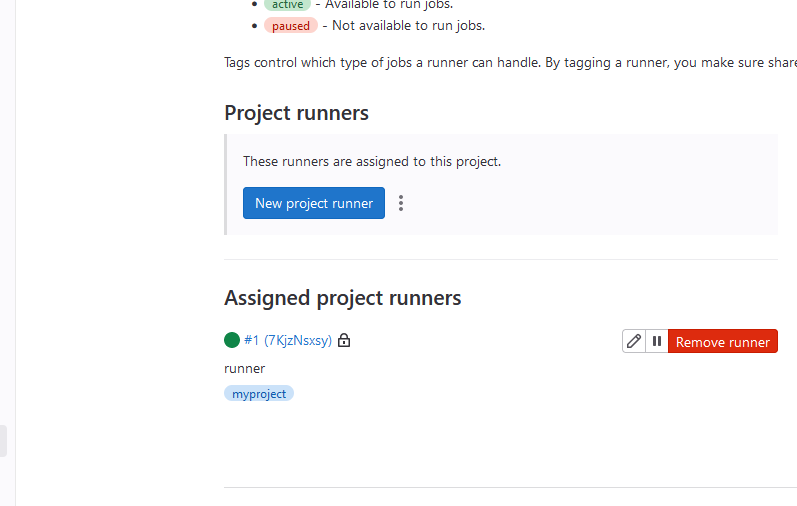 active - Available to run jobs.
paused - Not available to run jobs.
Tags control which type of jobs a runner can handle. By tagging a runner, you make sure share
Project runners
These runners are assigned to this project.
New project runner
Assigned project runners
#1 (7KjzNsxsy)
Remove runner
runner
myproject